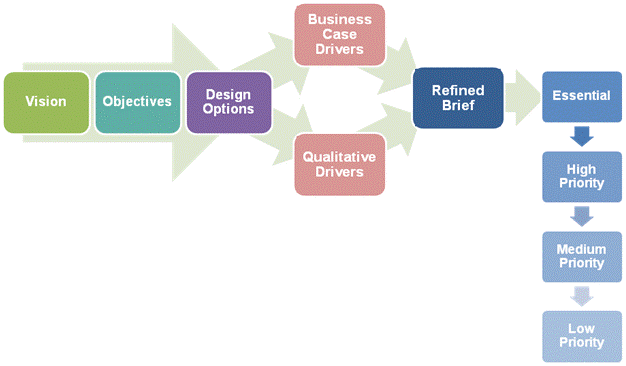 Vision
Objectives
Design
Options
Business
Case
Drivers
Qualitative
Drivers
Refined
Brief
Essential
High
Priority
Medium
Priority
Low
Priority